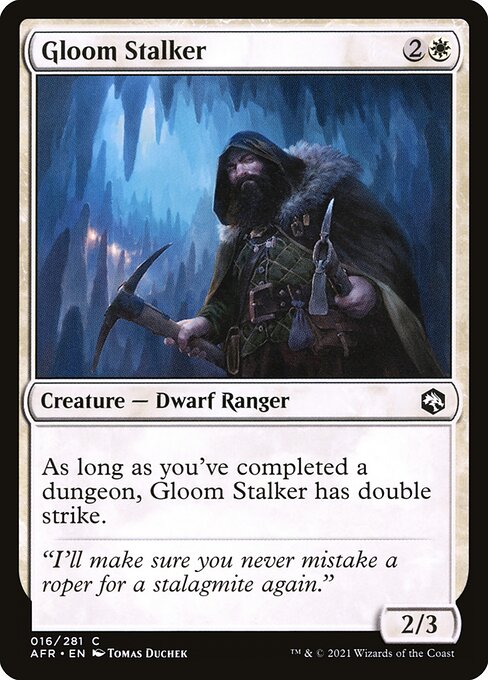 Gloom Stalker 2
Creature — Dwarf Ranger
As long as you've completed a
dungeon, Gloom Stalker has double
strike.
“I'll make sure you never mistake a
roper for a stalagmite again.”
2/3
016/281 C
AFR • EN Tomas Duchek ™ & © 2021 Wizards of the Coast